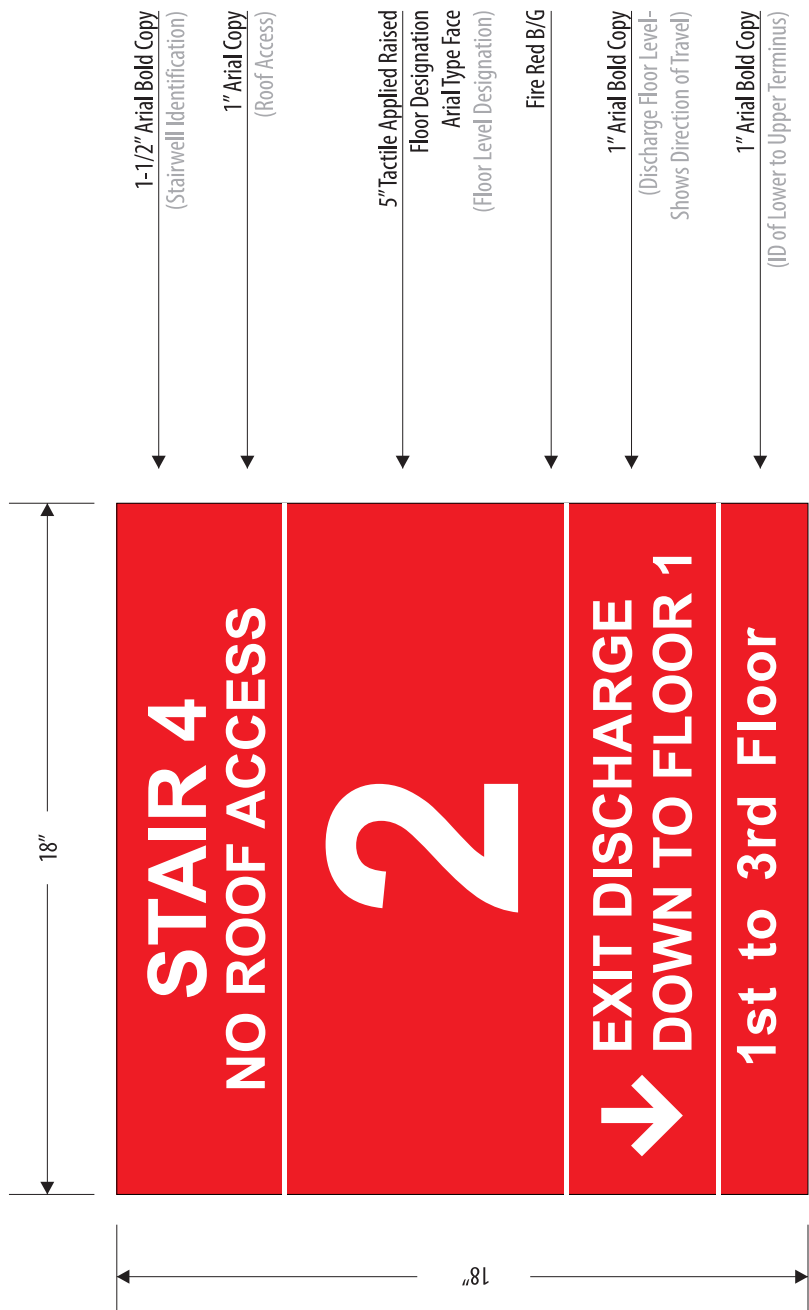 18"
18"
STAIR 4
NO ROOF ACCESS
2
EXIT DISCHARGE
DOWN TO FLOOR 1
1st to 3rd Floor
1-1/2" Arial Bold Copy
(Stairwell Identification)
1" Arial Copy
(Roof Access)
5" Tactile Applied Raised
Floor Designation
Arial Type Face
(Floor Level Designation)
Fire Red B/G
1" Arial Bold Copy
(Discharge Floor Level-
Shows Direction of Travel)
1" Arial Bold Copy
(ID of Lower to Upper Terminus)